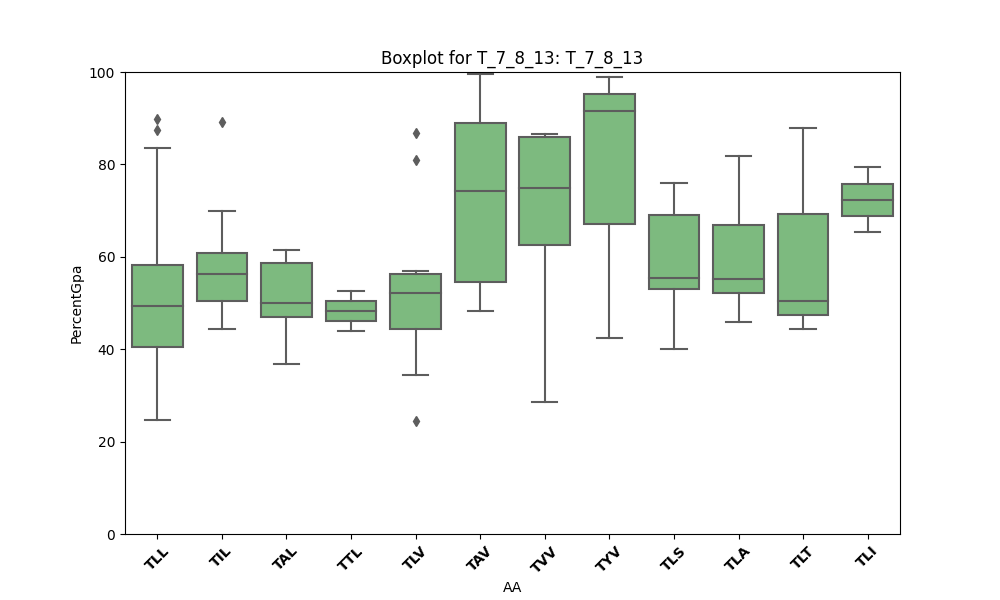 Boxplot for T_7_8_13: T_7_8_13
100
80
60
40
20
0
PercentGpa
TLL TIL TAL TTL TLV TAV TVV TYV TLS TLA TLT TLI
AA